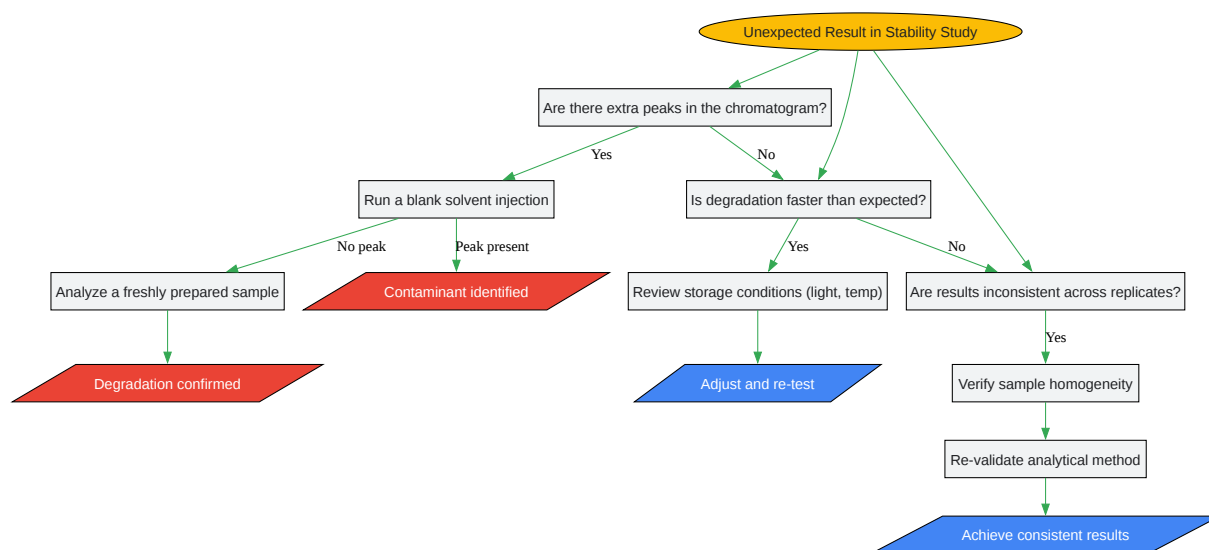 Unexpected Result in Stability Study
Are there extra peaks in the chromatogram?
Yes
No
Run a blank solvent injection
Is degradation faster than expected?
No peak
Peak present
Yes
No
Analyze a freshly prepared sample
Contaminant identified
Review storage conditions (light, temp)
Are results inconsistent across replicates?
Yes
Degradation confirmed
Adjust and re-test
Verify sample homogeneity
Re-validate analytical method
Achieve consistent results